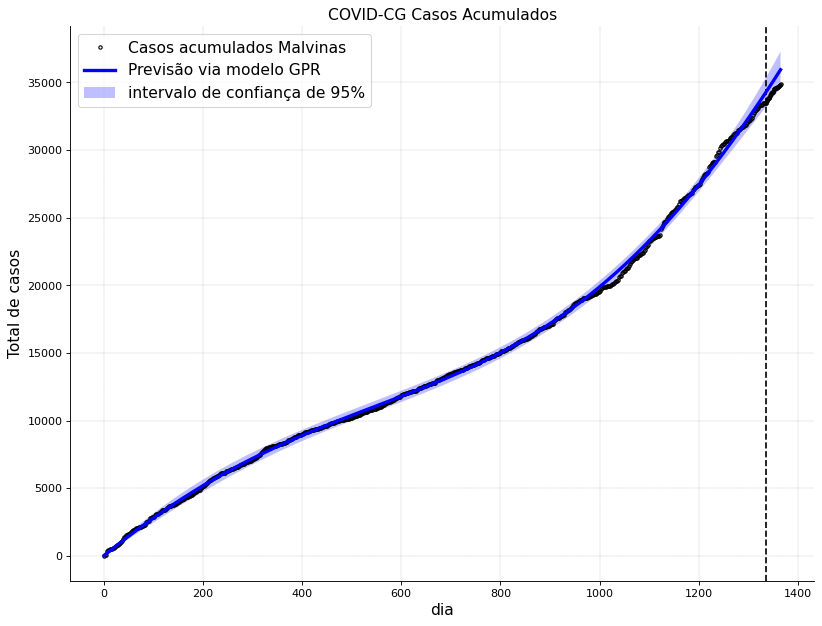 COVID-CG Casos Acumulados
Casos acumulados Malvinas
Previsão via modelo GPR
intervalo de confiança de 95%
Total de casos
35000
30000
25000
20000
15000
10000
5000
0
0 200 400 600 800 1000 1200 1400
dia